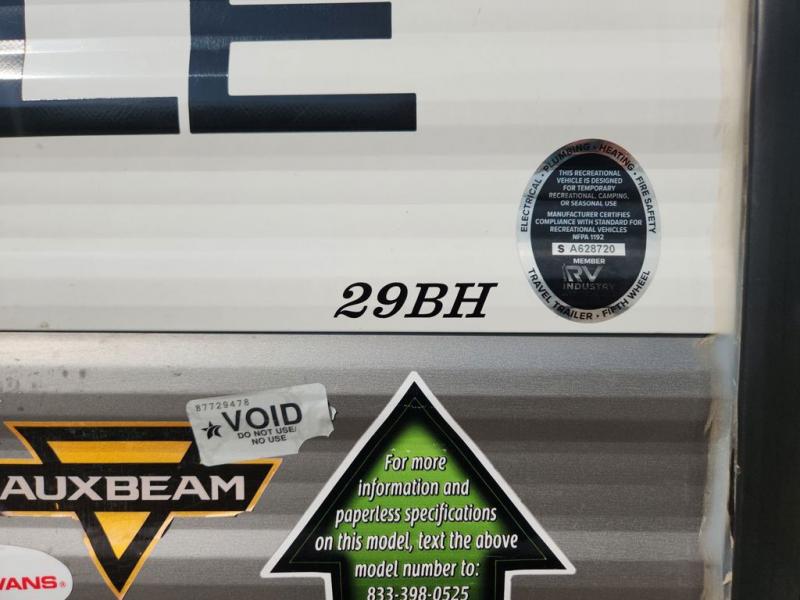 LE
ELECTRICAL • PLUMBING • HEATING • FIRE SAFETY
THIS RECREATIONAL
VEHICLE IS DESIGNED
FOR TEMPORARY
RECREATIONAL, CAMPING,
OR SEASONAL USE
MANUFACTURER CERTIFIES
COMPLIANCE WITH STANDARD FOR
RECREATIONAL VEHICLES
NFPA 1192
S A628720
MEMBER
RV
INDUSTRY
TRAVEL TRAILER • FIFTH WHEEL
29BH
87729478
VOID
DO NOT USE/
NO USE
AUXBEAM
VANS®
For more
information and
paperless specifications
on this model, text the above
model number to:
833-398-0525